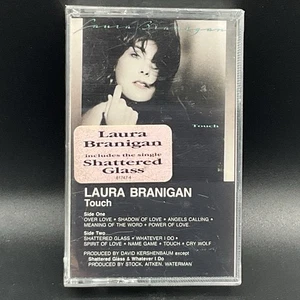 Laura Branigan
Touch
Laura
Branigan
includes the single
Shattered
Glass
LAURA BRANIGAN
Touch
Side One
OVER LOVE • SHADOW OF LOVE • ANGELS CALLING •
MEANING OF THE WORD • POWER OF LOVE
Side Two
SHATTERED GLASS • WHATEVER I DO •
SPIRIT OF LOVE • NAME GAME • TOUCH • CRY WOLF
PRODUCED BY DAVID KERSHENBAUM except
Shattered Glass & Whatever I Do
PRODUCED BY STOCK, AITKEN, WATERMAN